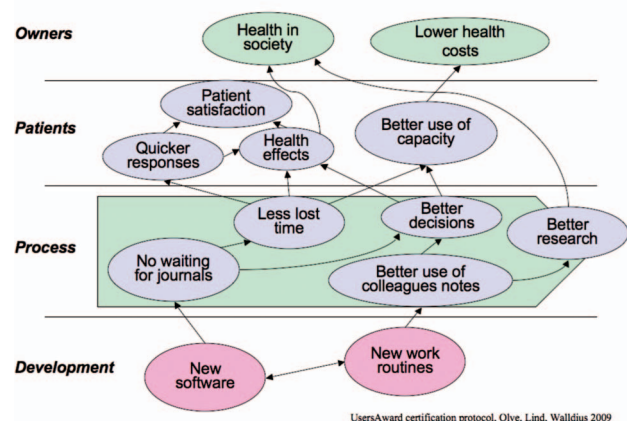 Owners
Health in
society
Lower health
costs
Patients
Patient
satisfaction
Quicker
responses
Health
effects
Better use of
capacity
Process
Less lost
time
Better
decisions
Better
research
No waiting
for journals
Better use of
colleagues notes
Development
New
software
New work
routines
UsersAward certification protocol, Olve, Lind, Walldius 2009